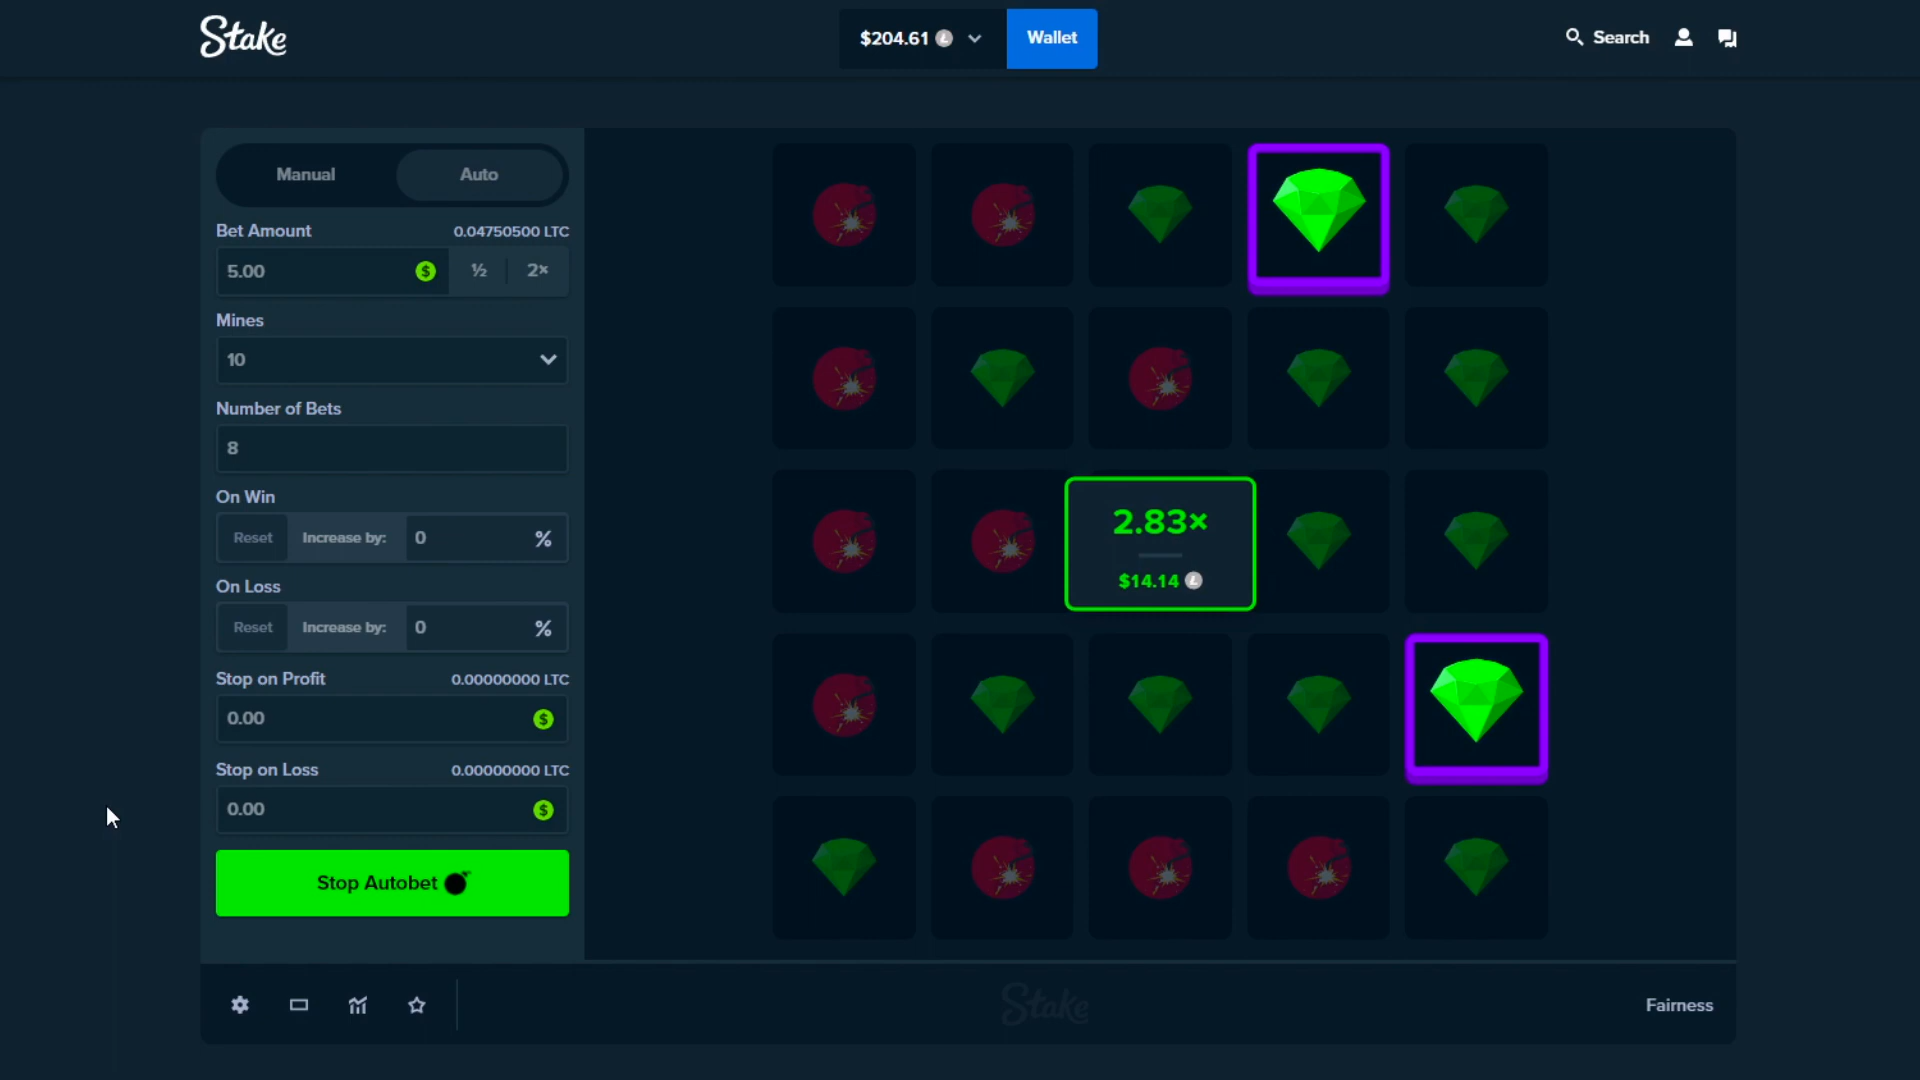 Stake
$204.61
Wallet
Search
Manual
Auto
Bet Amount
0.04750500 LTC
5.00
$
½
2×
Mines
10
Number of Bets
8
On Win
Reset
Increase by:
0
%
On Loss
Reset
Increase by:
0
%
Stop on Profit
0.00000000 LTC
0.00
$
Stop on Loss
0.00000000 LTC
0.00
$
Stop Autobet
2.83×
$14.14
Stake
Fairness